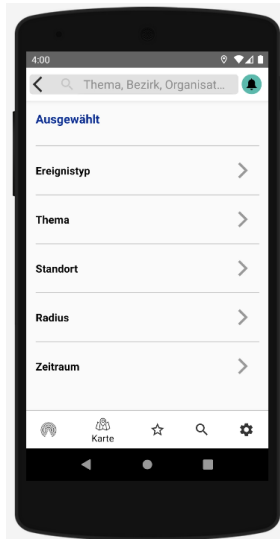 4:00
Thema, Bezirk, Organisat...
Ausgewählt
Ereignistyp
Thema
Standort
Radius
Zeitraum
Karte